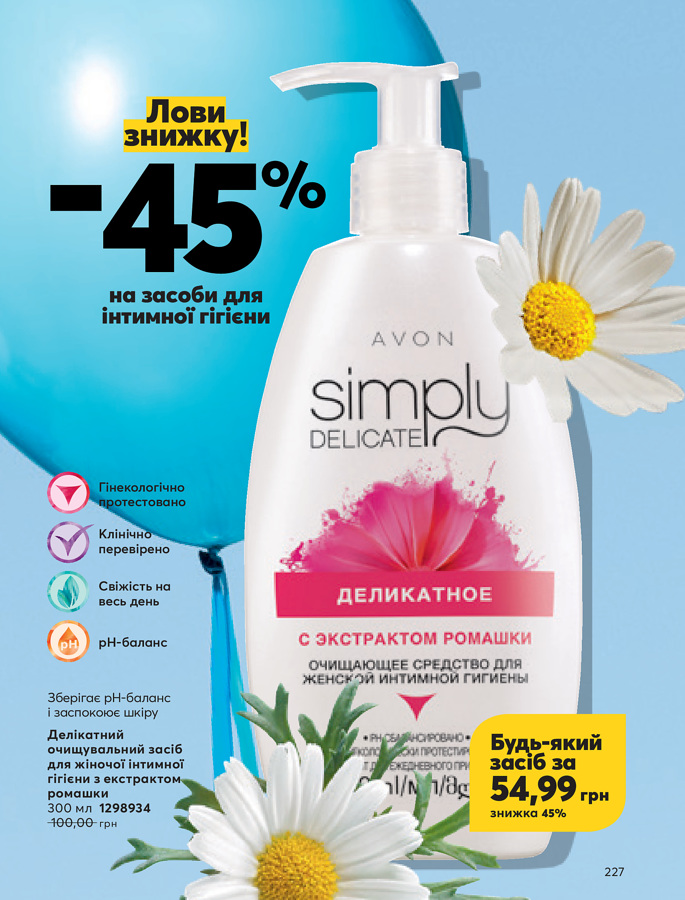 Лови
знижку!
-45%
на засоби для
інтимної гігієни
AVON
simply
DELICATE
ДЕЛИКАТНОЕ
С ЭКСТРАКТОМ РОМАШКИ
ОЧИЩАЮЩЕЕ СРЕДСТВО ДЛЯ
ЖЕНСКОЙ ИНТИМНОЙ ГИГИЕНЫ
Гінекологічно
протестовано
Клінічно
перевірено
Свіжість на
весь день
pH
pH-баланс
Зберігає pH-баланс
і заспокоює шкіру
Делікатний
очищувальний засіб
для жіночої інтимної
гігієни з екстрактом
ромашки
300 мл 1298934
100,00 грн
Будь-який
засіб за
54,99 грн
знижка 45%
227